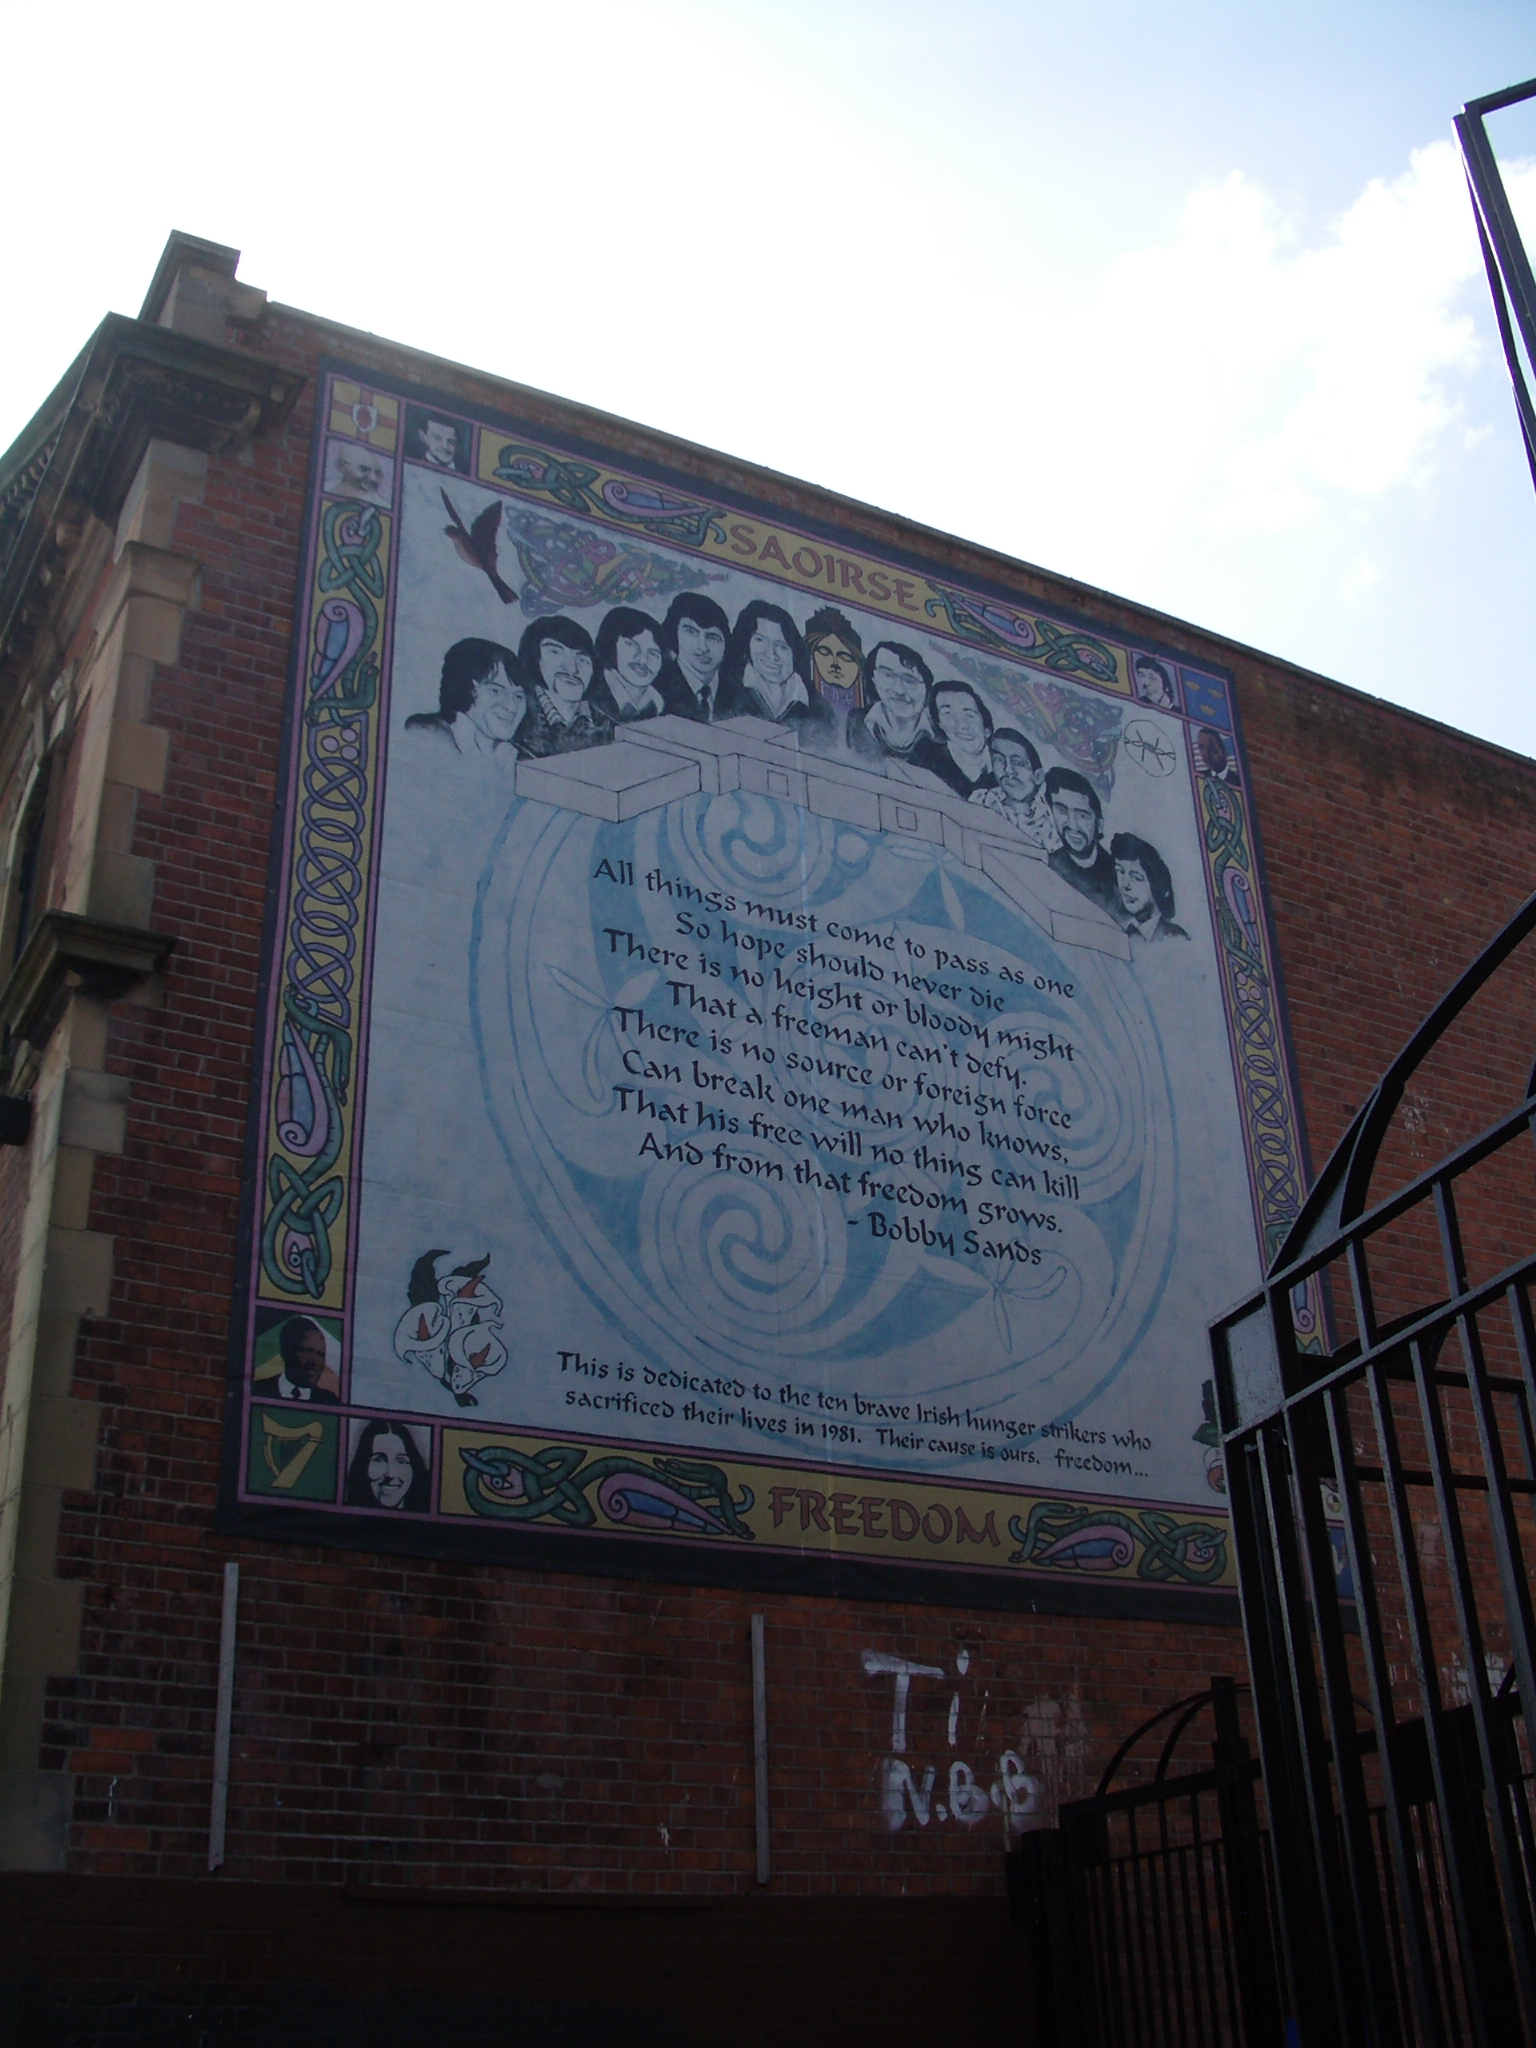 SAOIRSE
All things must come to pass as one
So hope should never die
There is no height or bloody might
That a freeman can't defy.
There is no source or foreign force
Can break one man who knows,
That his free will no thing can kill
And from that freedom grows.
- Bobby Sands
This is dedicated to the ten brave Irish hunger strikers who
sacrificed their lives in 1981. Their cause is ours. freedom...
FREEDOM
Ti
N.B.B